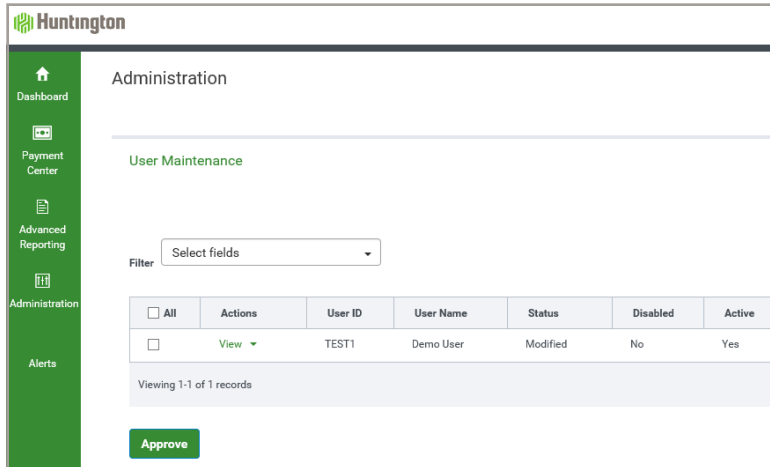 Huntington
Dashboard
Payment
Center
Advanced
Reporting
Administration
Alerts
Administration
User Maintenance
Filter Select fields
All Actions User ID User Name Status Disabled Active
View TEST1 Demo User Modified No Yes
Viewing 1-1 of 1 records
Approve